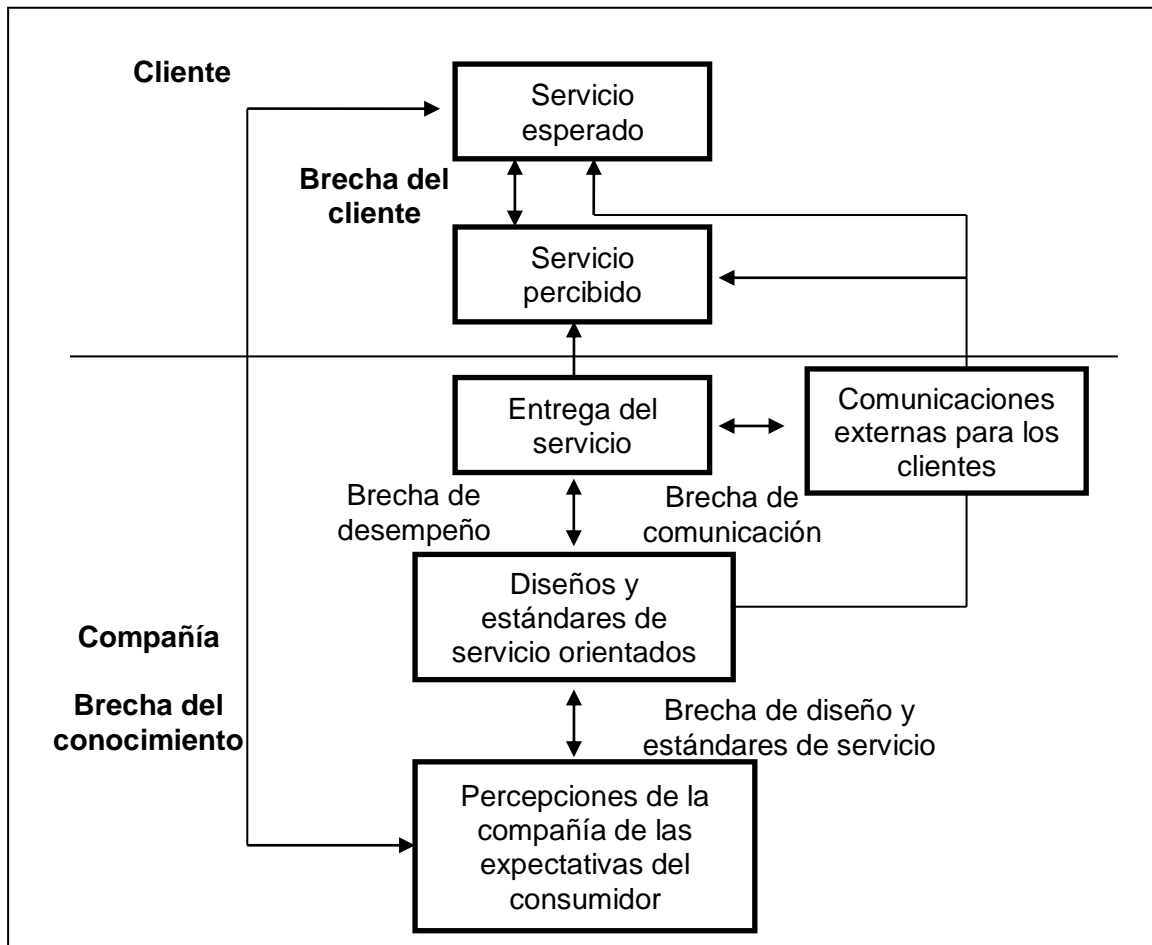 Cliente
Servicio
esperado
Brecha del
cliente
Servicio
percibido
Entrega del
servicio
Comunicaciones
externas para los
clientes
Brecha de
desempeño
Brecha de
comunicación
Diseños y
estándares de
servicio orientados
Compañía
Brecha del
conocimiento
Brecha de diseño y
estándares de servicio
Percepciones de la
compañía de las
expectativas del
consumidor